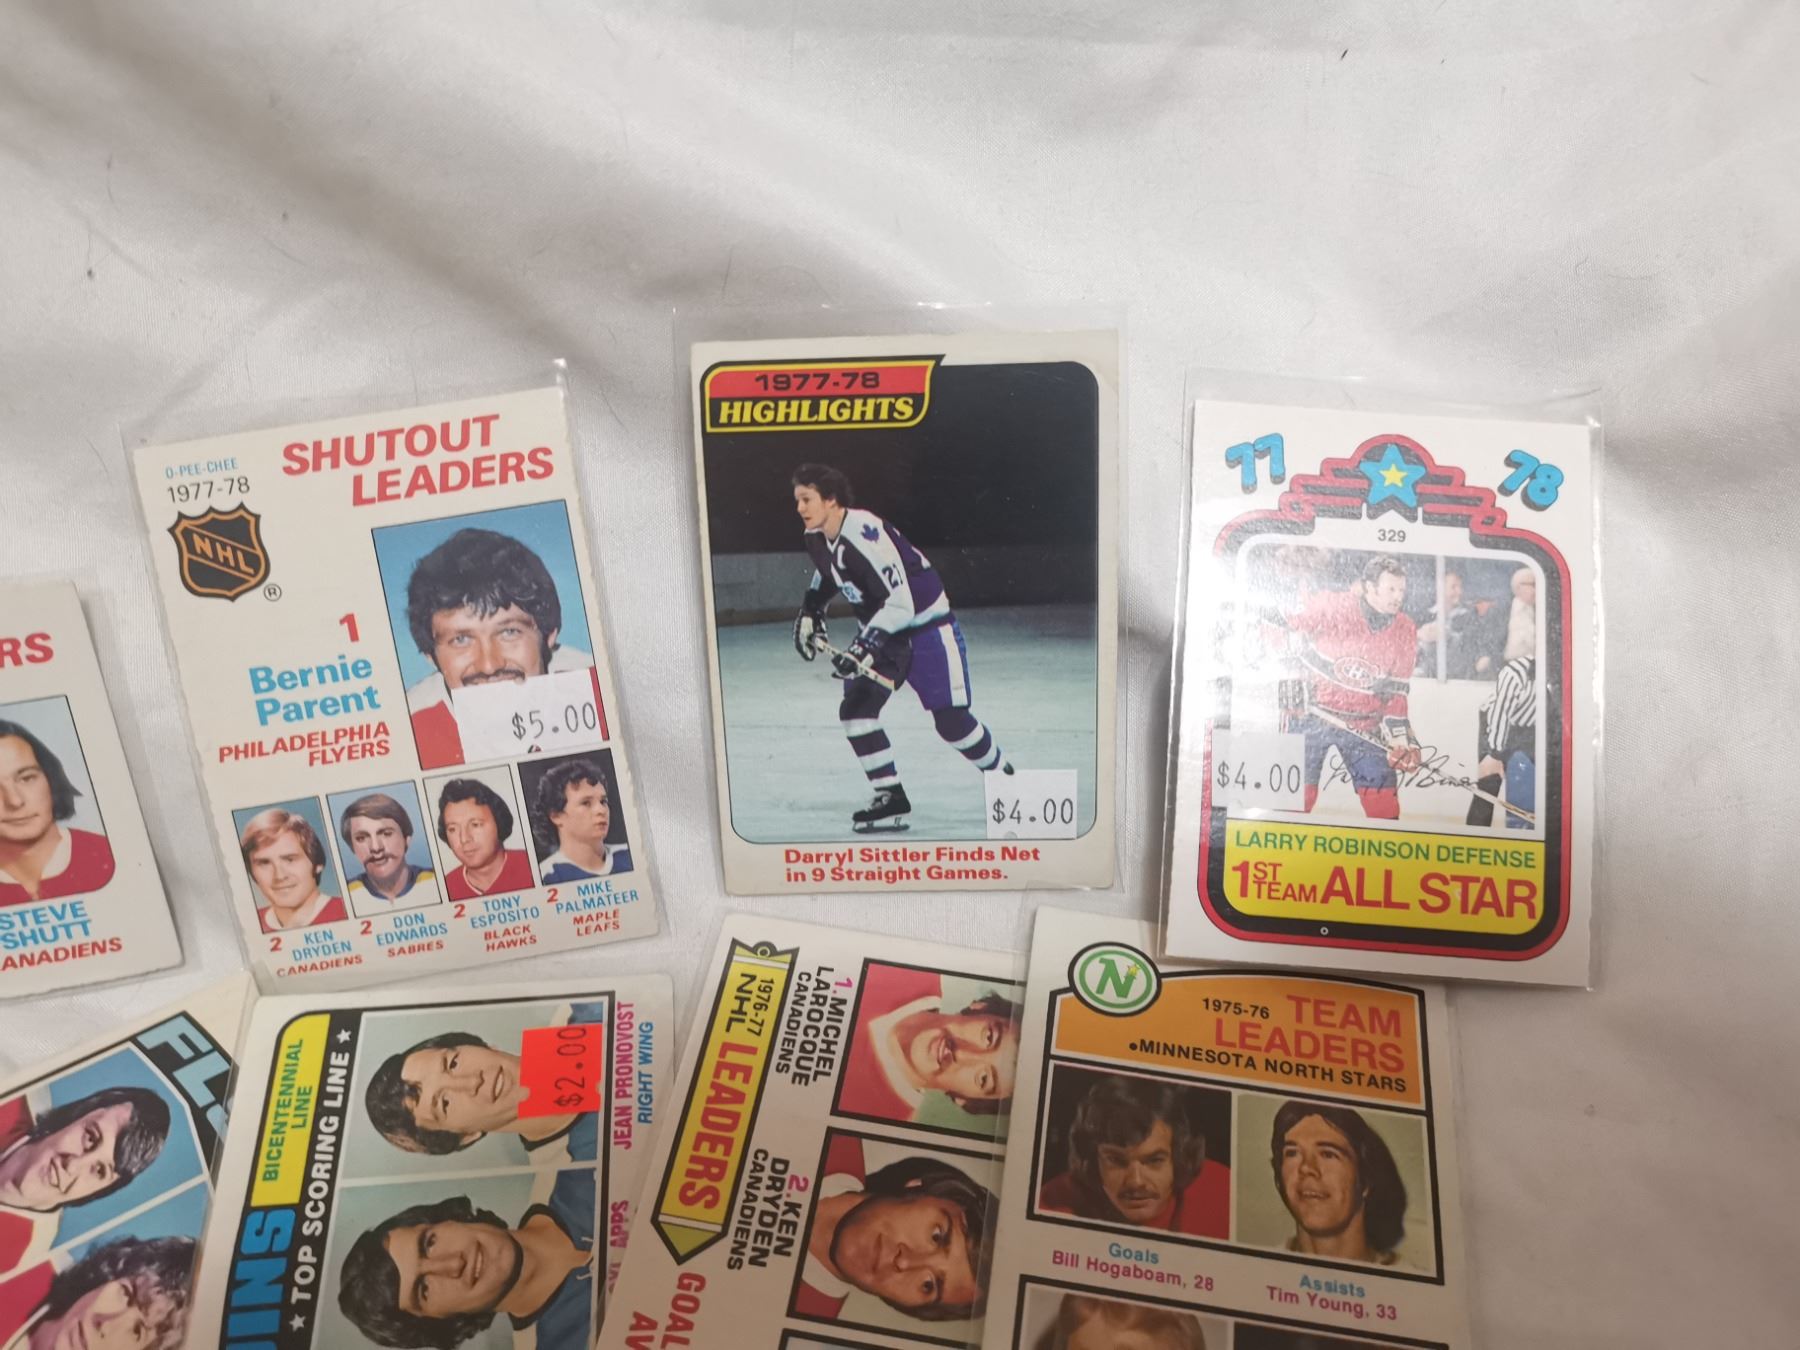 RS
STEVE
SHUTT
ANADIENS
O-PEE-CHEE
1977-78
SHUTOUT
LEADERS
NHL
®
1
Bernie
Parent
PHILADELPHIA
FLYERS
$5.00
2 KEN
DRYDEN
CANADIENS
2 DON
EDWARDS
SABRES
2 TONY
ESPOSITO
BLACK
HAWKS
2 MIKE
PALMATEER
MAPLE
LEAFS
1977-78
HIGHLIGHTS
$4.00
Darryl Sittler Finds Net
in 9 Straight Games.
77
78
329
$4.00
LARRY ROBINSON DEFENSE
1ST TEAM ALL STAR
BICENTENNIAL
LINE
★ TOP SCORING LINE ★
$2.00
JEAN PRONOVOST
RIGHT WING
APPS
1976-77
NHL LEADERS
1. MICHEL
LAROCQUE
CANADIENS
2. KEN
DRYDEN
CANADIENS
GOAL
AV
N
1975-76 TEAM
LEADERS
•MINNESOTA NORTH STARS
Goals
Bill Hogaboam, 28
Assists
Tim Young, 33